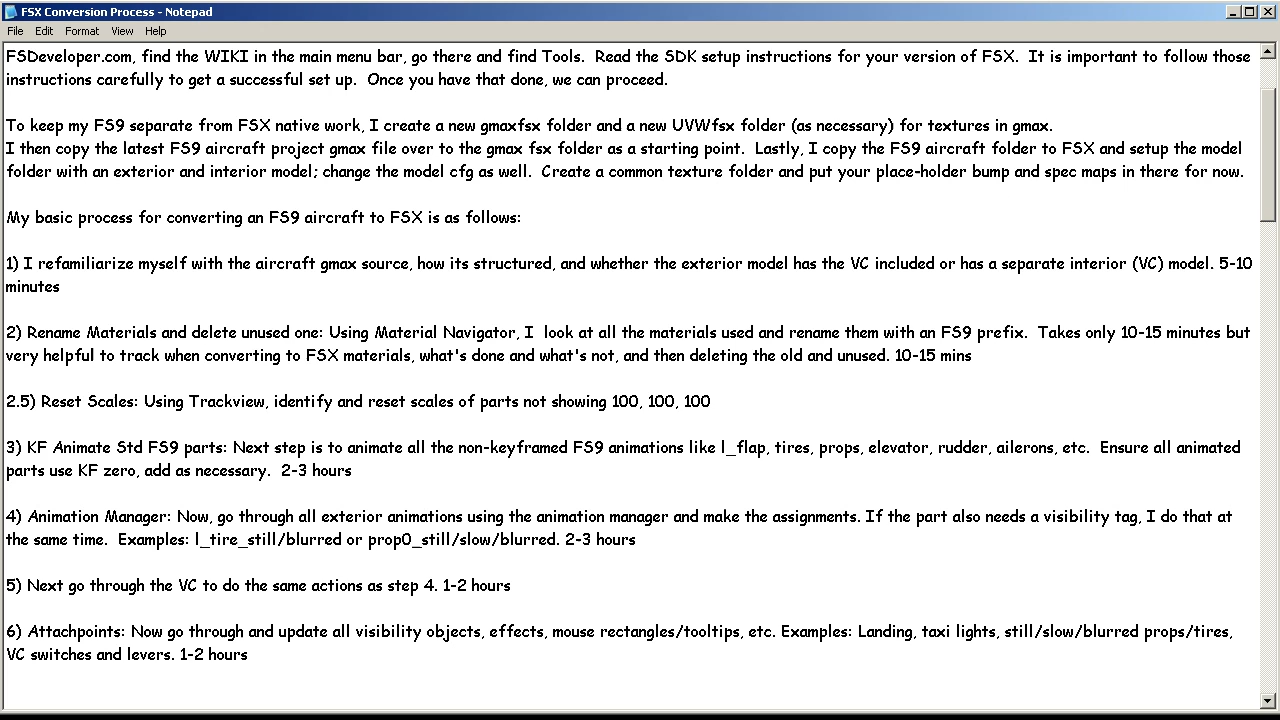 FSX Conversion Process - Notepad
File Edit Format View Help
FSDeveloper.com, find the WIKI in the main menu bar, go there and find Tools.  Read the SDK setup instructions for your version of FSX.  It is important to follow those
instructions carefully to get a successful set up.  Once you have that done, we can proceed.
To keep my FS9 separate from FSX native work, I create a new gmaxfsx folder and a new UVWfsx folder (as necessary) for textures in gmax.
I then copy the latest FS9 aircraft project gmax file over to the gmax fsx folder as a starting point.  Lastly, I copy the FS9 aircraft folder to FSX and setup the model
folder with an exterior and interior model; change the model cfg as well.  Create a common texture folder and put your place-holder bump and spec maps in there for now.
My basic process for converting an FS9 aircraft to FSX is as follows:
1) I refamiliarize myself with the aircraft gmax source, how its structured, and whether the exterior model has the VC included or has a separate interior (VC) model. 5-10
minutes
2) Rename Materials and delete unused one: Using Material Navigator, I  look at all the materials used and rename them with an FS9 prefix.  Takes only 10-15 minutes but
very helpful to track when converting to FSX materials, what's done and what's not, and then deleting the old and unused. 10-15 mins
2.5) Reset Scales: Using Trackview, identify and reset scales of parts not showing 100, 100, 100
3) KF Animate Std FS9 parts: Next step is to animate all the non-keyframed FS9 animations like l_flap, tires, props, elevator, rudder, ailerons, etc.  Ensure all animated
parts use KF zero, add as necessary.  2-3 hours
4) Animation Manager: Now, go through all exterior animations using the animation manager and make the assignments. If the part also needs a visibility tag, I do that at
the same time.  Examples: l_tire_still/blurred or prop0_still/slow/blurred. 2-3 hours
5) Next go through the VC to do the same actions as step 4. 1-2 hours
6) Attachpoints: Now go through and update all visibility objects, effects, mouse rectangles/tooltips, etc. Examples: Landing, taxi lights, still/slow/blurred props/tires,
VC switches and levers. 1-2 hours